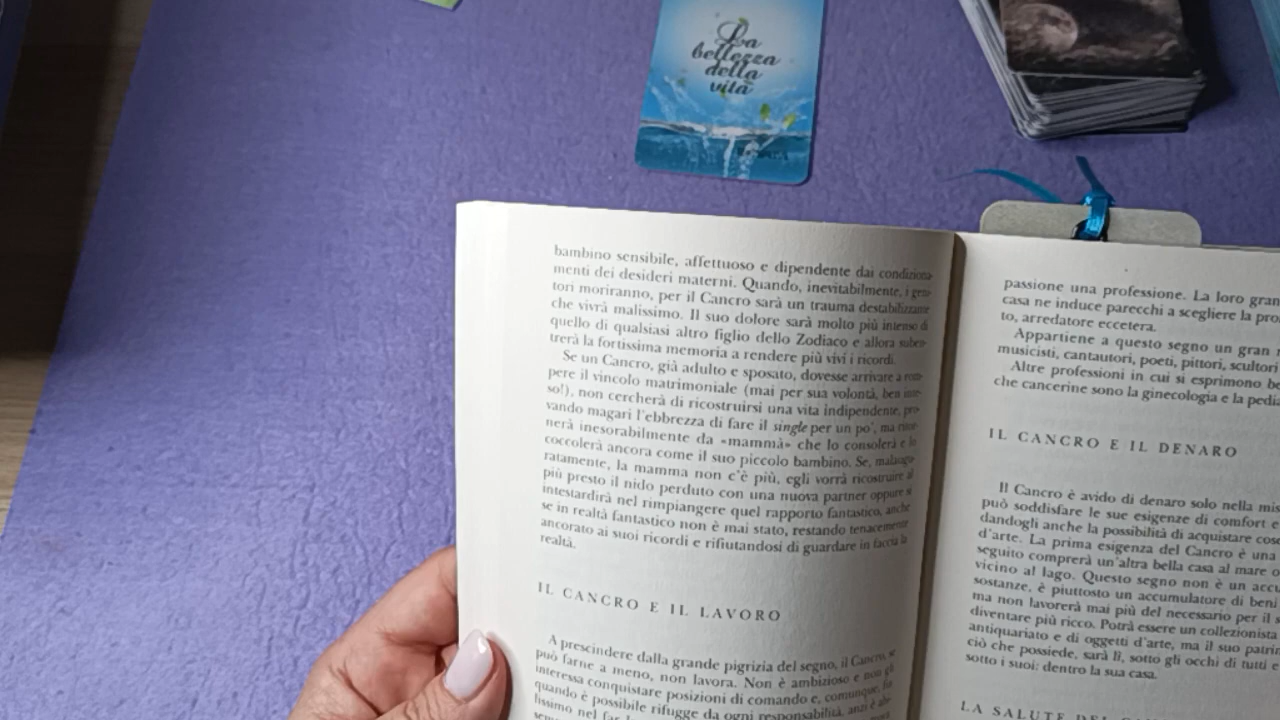 La
bellezza
della
vita
bambino sensibile, affettuoso e dipendente dai condiziona-
menti dei desideri materni. Quando, inevitabilmente, i geni-
tori moriranno, per il Cancro sarà un trauma destabilizzante
che vivrà malissimo. Il suo dolore sarà molto più intenso di
quello di qualsiasi altro figlio dello Zodiaco e allora suben-
trerà la fortissima memoria a rendere più vivi i ricordi.
Se un Cancro, già adulto e sposato, dovesse arrivare a rom-
pere il vincolo matrimoniale (mai per sua volontà, ben inte-
so!), non cercherà di ricostruirsi una vita indipendente, pro-
vando magari l'ebbrezza di fare il single per un po', ma ritor-
nerà inesorabilmente da «mammà» che lo consolerà e lo
coccolerà ancora come il suo piccolo bambino. Se, malaugu-
ratamente, la mamma non c'è più, egli vorrà ricostruire al
più presto il nido perduto con una nuova partner oppure si
intestardirà nel rimpiangere quel rapporto fantastico, anche
se in realtà fantastico non è mai stato, restando tenacemente
ancorato ai suoi ricordi e rifiutandosi di guardare in faccia la
realtà.
IL CANCRO E IL LAVORO
A prescindere dalla grande pigrizia del segno, il Cancro, se
può farne a meno, non lavora. Non è ambizioso e non gli
interessa conquistare posizioni di comando e, comunque, fin
quando è possibile rifugge da ogni responsabilità, anzi è
passione una professione. La loro gran
casa ne induce parecchi a scegliere la pro
to, arredatore eccetera.
Appartiene a questo segno un gran
musicisti, cantautori, poeti, pittori, scultori
Altre professioni in cui si esprimono
che cancerine sono la ginecologia e la pedia
IL CANCRO E IL DENARO
Il Cancro è avido di denaro solo nella mis
può soddisfare le sue esigenze di comfort e
dandogli anche la possibilità di acquistare cose
d'arte. La prima esigenza del Cancro è una
seguito comprerà un'altra bella casa al mare o
vicino al lago. Questo segno non è un accu
sostanze, è piuttosto un accumulatore di beni
ma non lavorerà mai più del necessario per il s
diventare più ricco. Potrà essere un collezionista
antiquariato e di oggetti d'arte, ma il suo patrim
ciò che possiede, sarà lì, sotto gli occhi di tutti e
sotto i suoi: dentro la sua casa.
LA SALUTE